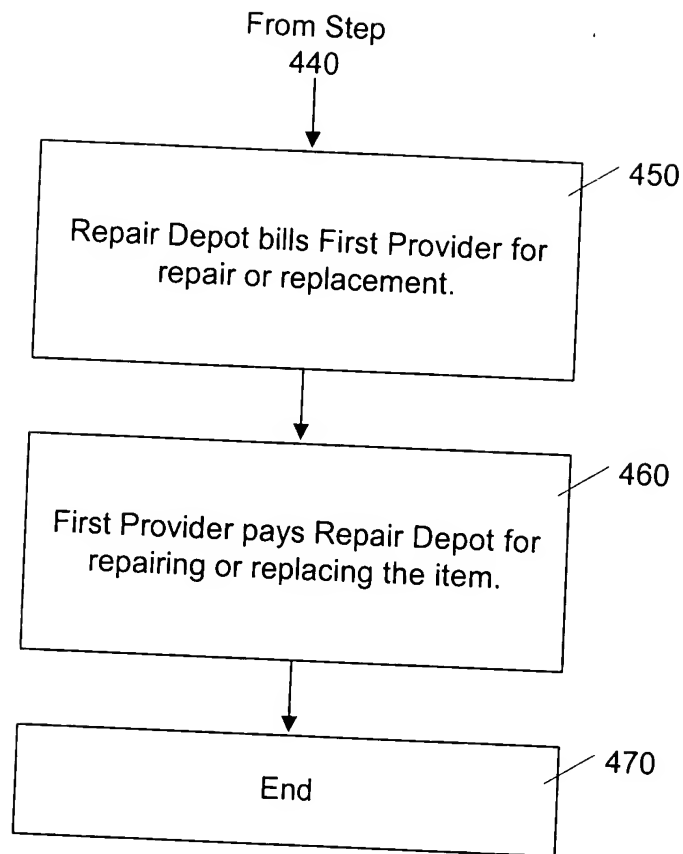 From Step
440
450
Repair Depot bills First Provider for
repair or replacement.
460
First Provider pays Repair Depot for
repairing or replacing the item.
470
End